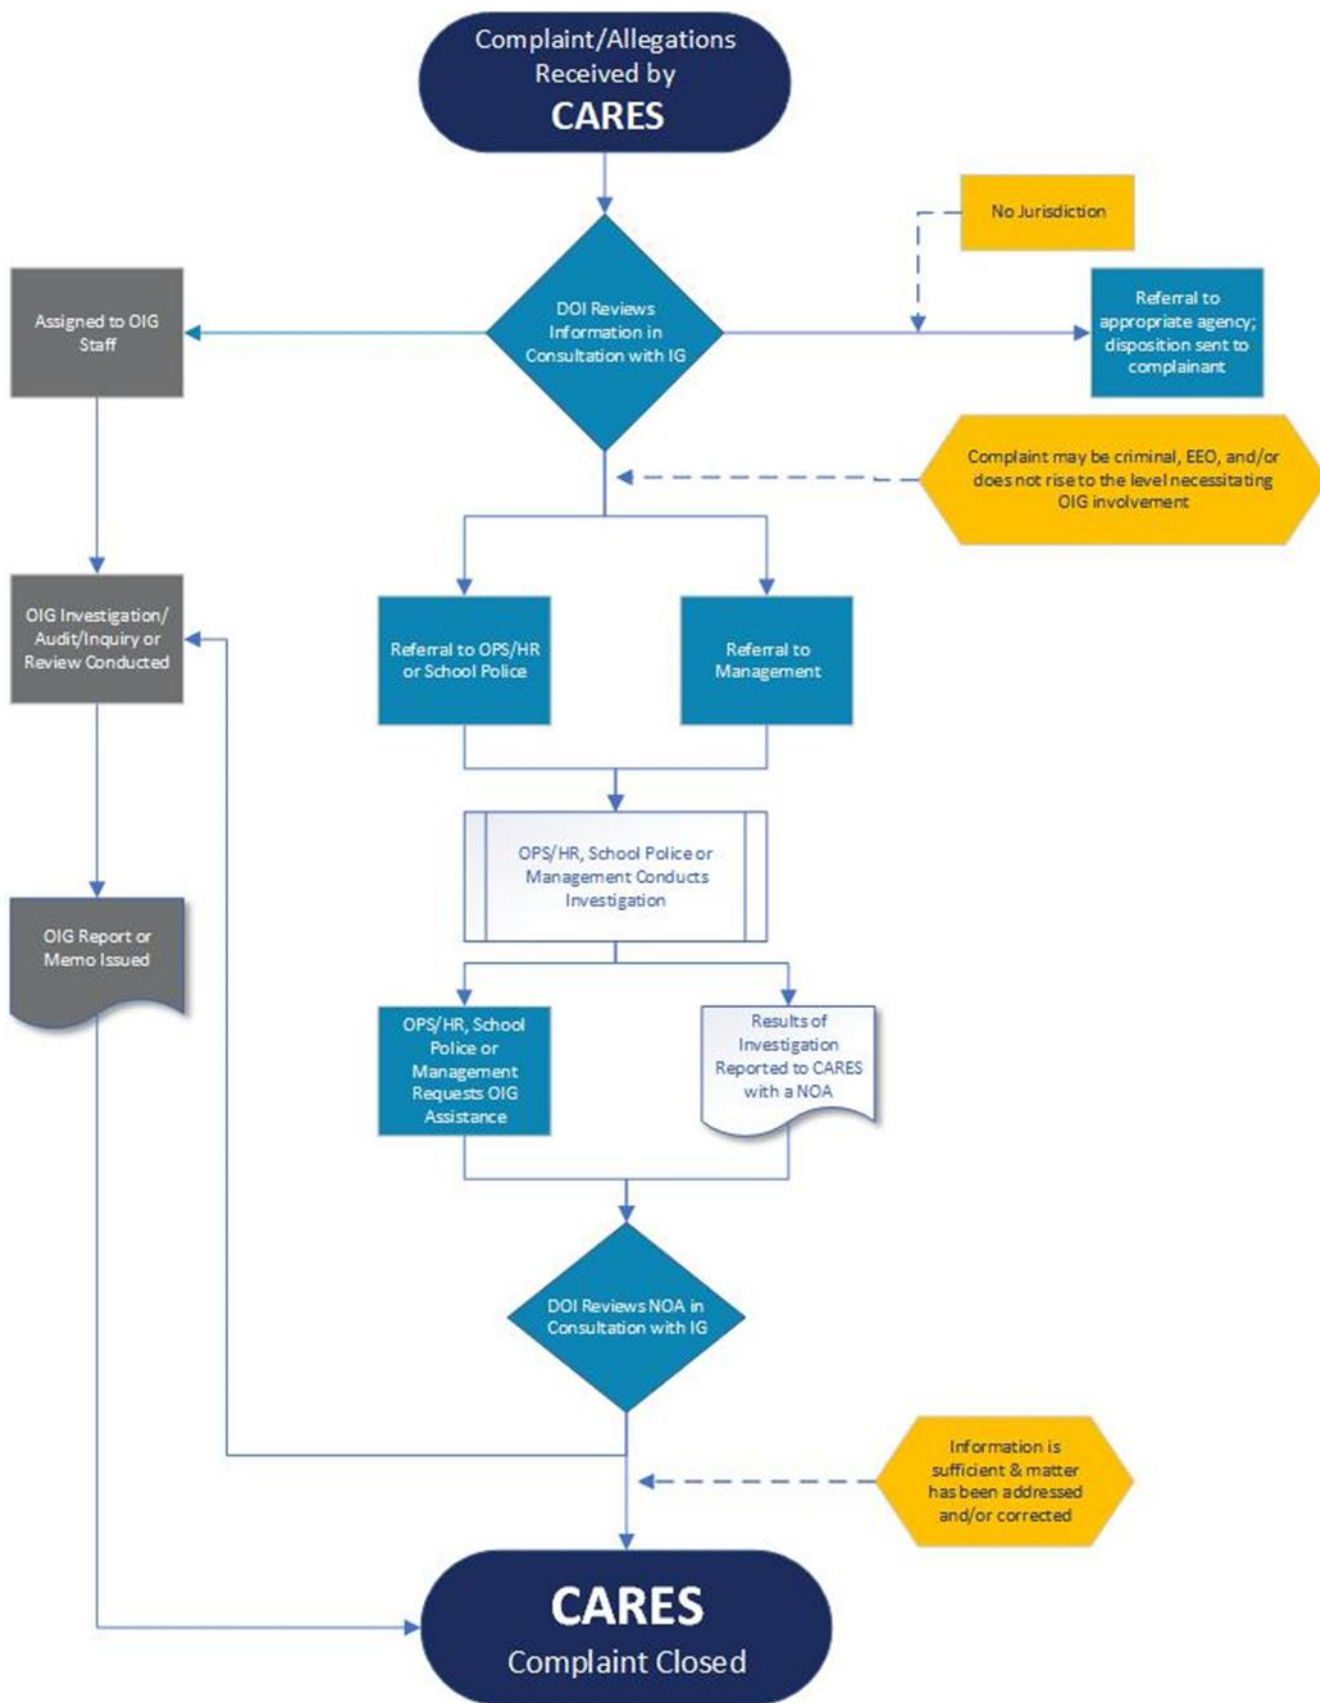 Complaint/Allegations
Received by
CARES
No Jurisdiction
Assigned to OIG
Staff
DOI Reviews
Information in
Consultation with IG
Referral to
appropriate agency;
disposition sent to
complainant
Complaint may be criminal, EEO, and/or
does not rise to the level necessitating
OIG involvement
OIG Investigation/
Audit/Inquiry or
Review Conducted
Referral to OPS/HR
or School Police
Referral to
Management
OPS/HR, School Police or
Management Conducts
Investigation
OIG Report or
Memo Issued
OPS/HR, School
Police or
Management
Requests OIG
Assistance
Results of
Investigation
Reported to CARES
with a NOA
DOI Reviews NOA in
Consultation with IG
Information is
sufficient & matter
has been addressed
and/or corrected
CARES
Complaint Closed